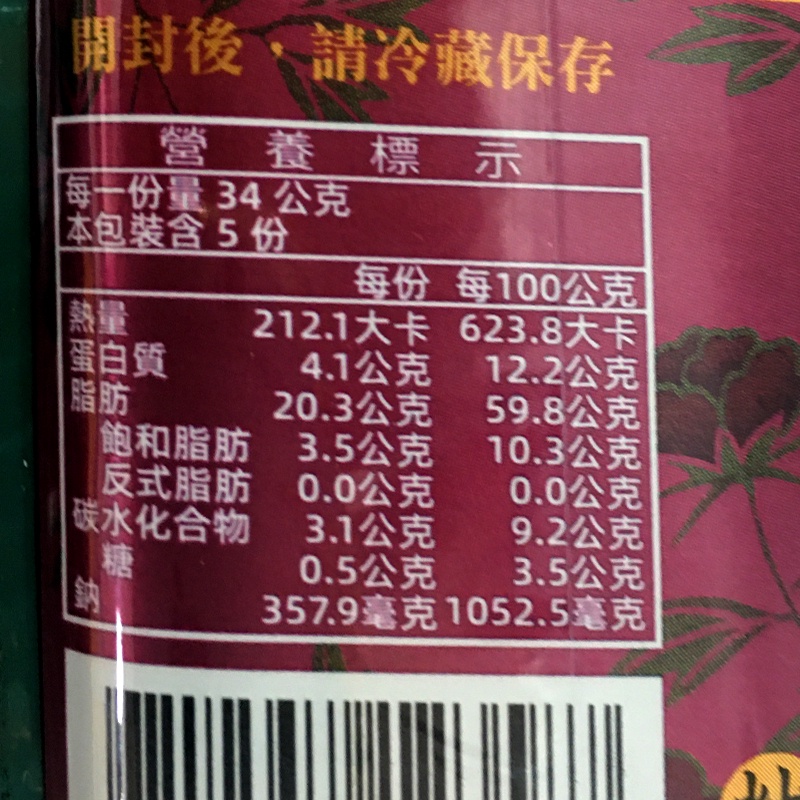 開封後，請冷藏保存
營養標示
每一份量 34 公克
本包裝含 5 份
每份 每100公克
熱量 212.1大卡 623.8大卡
蛋白質 4.1公克 12.2公克
脂肪 20.3公克 59.8公克
飽和脂肪 3.5公克 10.3公克
反式脂肪 0.0公克 0.0公克
碳水化合物 3.1公克 9.2公克
糖 0.5公克 3.5公克
鈉 357.9毫克 1052.5毫克